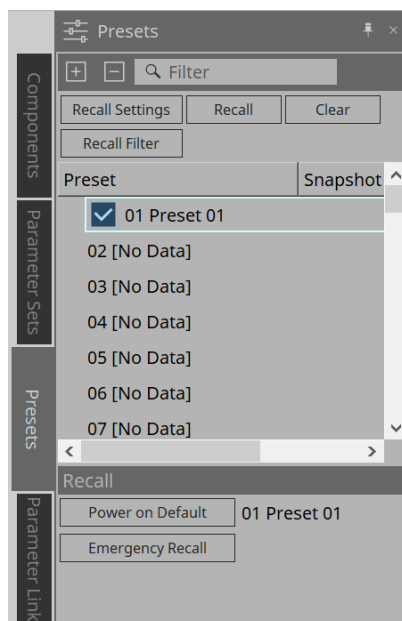 Presets
Filter
Recall Settings Recall Clear
Recall Filter
Preset Snapshot
01 Preset 01
02 [No Data]
03 [No Data]
04 [No Data]
05 [No Data]
06 [No Data]
07 [No Data]
Recall
Power on Default 01 Preset 01
Emergency Recall
Components
Parameter Sets
Presets
Parameter Link